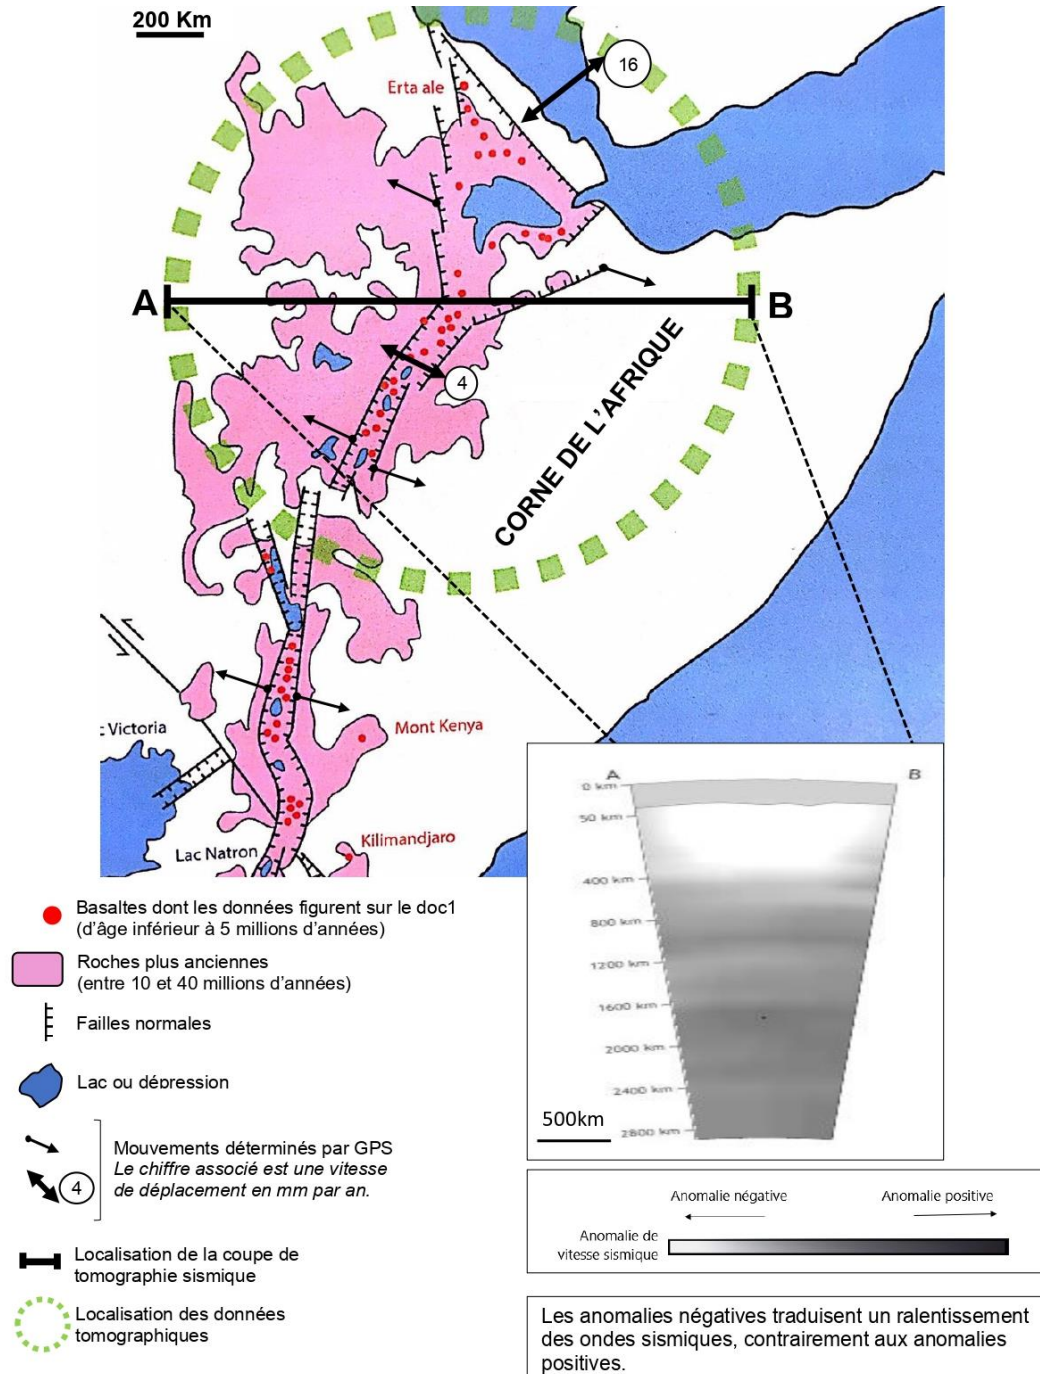 200 Km
Erta ale
16
A
B
4
CORNE DE L'AFRIQUE
: Victoria
Mont Kenya
Lac Natron
Kilimandjaro
A
B
0 km
50 km
400 km
800 km
1200 km
1600 km
2000 km
2400 km
2800 km
500km
Basaltes dont les données figurent sur le doc1
(d'âge inférieur à 5 millions d'années)
Roches plus anciennes
(entre 10 et 40 millions d'années)
Failles normales
Lac ou dépression
Mouvements déterminés par GPS
Le chiffre associé est une vitesse
de déplacement en mm par an.
4
Localisation de la coupe de
tomographie sismique
Localisation des données
tomographiques
Anomalie négative
Anomalie positive
Anomalie de
vitesse sismique
Les anomalies négatives traduisent un ralentissement
des ondes sismiques, contrairement aux anomalies
positives.